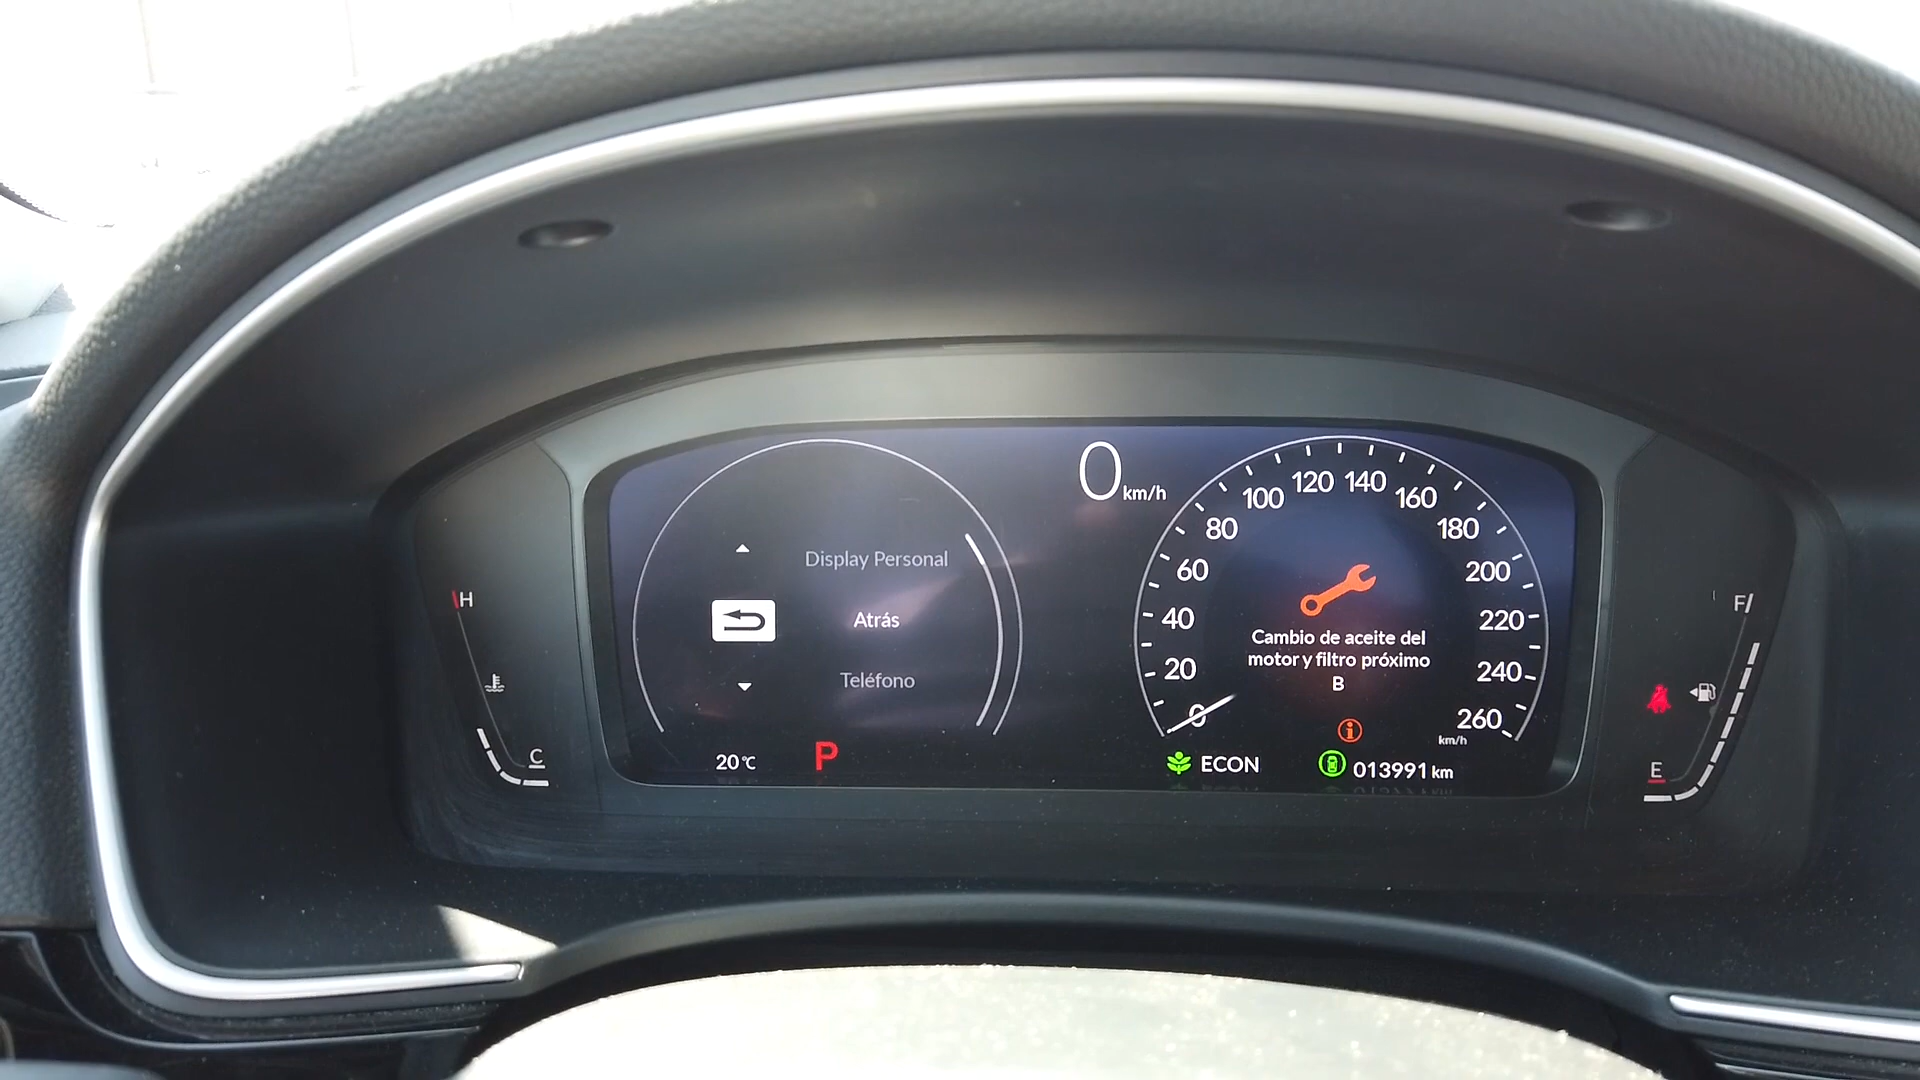 H
C
Display Personal
Atrás
Teléfono
20 °C
P
0 km/h
0
20
40
60
80
100
120
140
160
180
200
220
240
260
km/h
Cambio de aceite del
motor y filtro próximo
B
i
ECON
013991 km
F
E